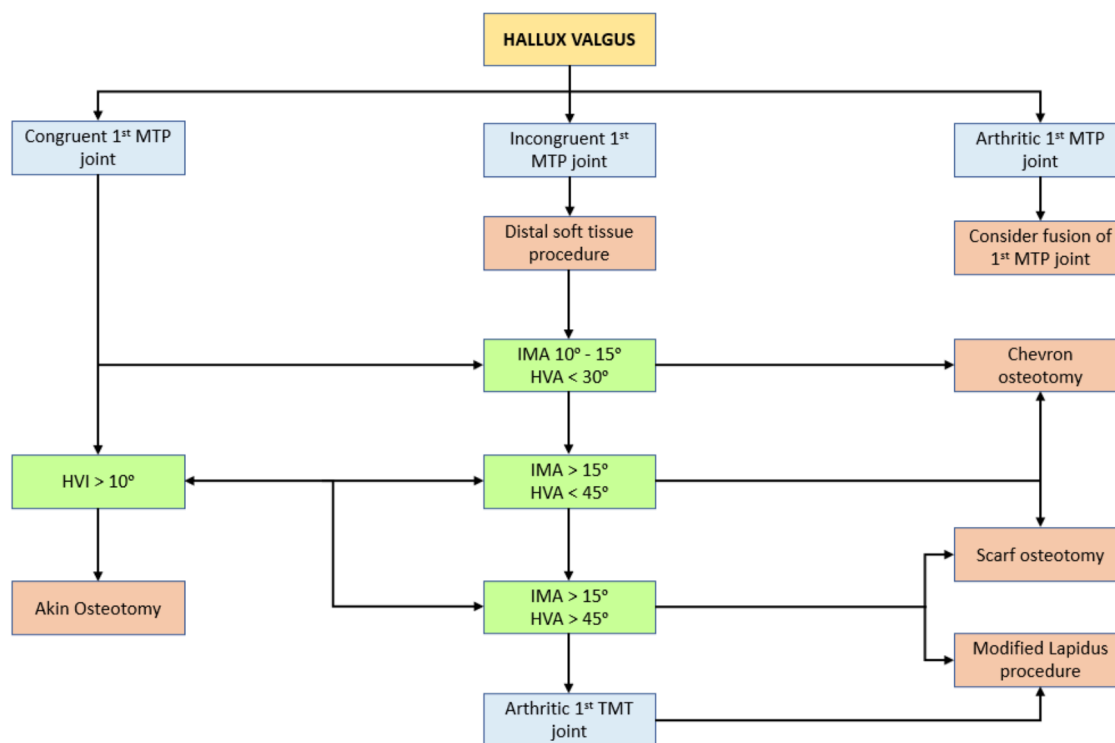 HALLUX VALGUS
Congruent 1st MTP
joint
Incongruent 1st
MTP joint
Arthritic 1st MTP
joint
Distal soft tissue
procedure
Consider fusion of
1st MTP joint
IMA 10º - 15º
HVA < 30º
Chevron
osteotomy
HVI > 10º
IMA > 15º
HVA < 45º
Scarf osteotomy
Akin Osteotomy
IMA > 15º
HVA > 45º
Modified Lapidus
procedure
Arthritic 1st TMT
joint